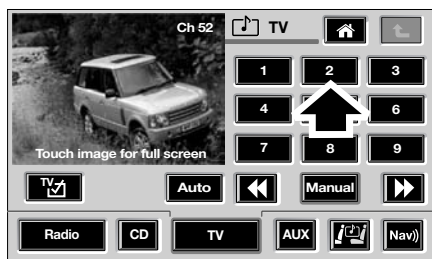 Ch 52
TV
1 2 3
4 6
Touch image for full screen
7 8 9
TV
Auto
Manual
Radio
CD
TV
AUX
Nav))